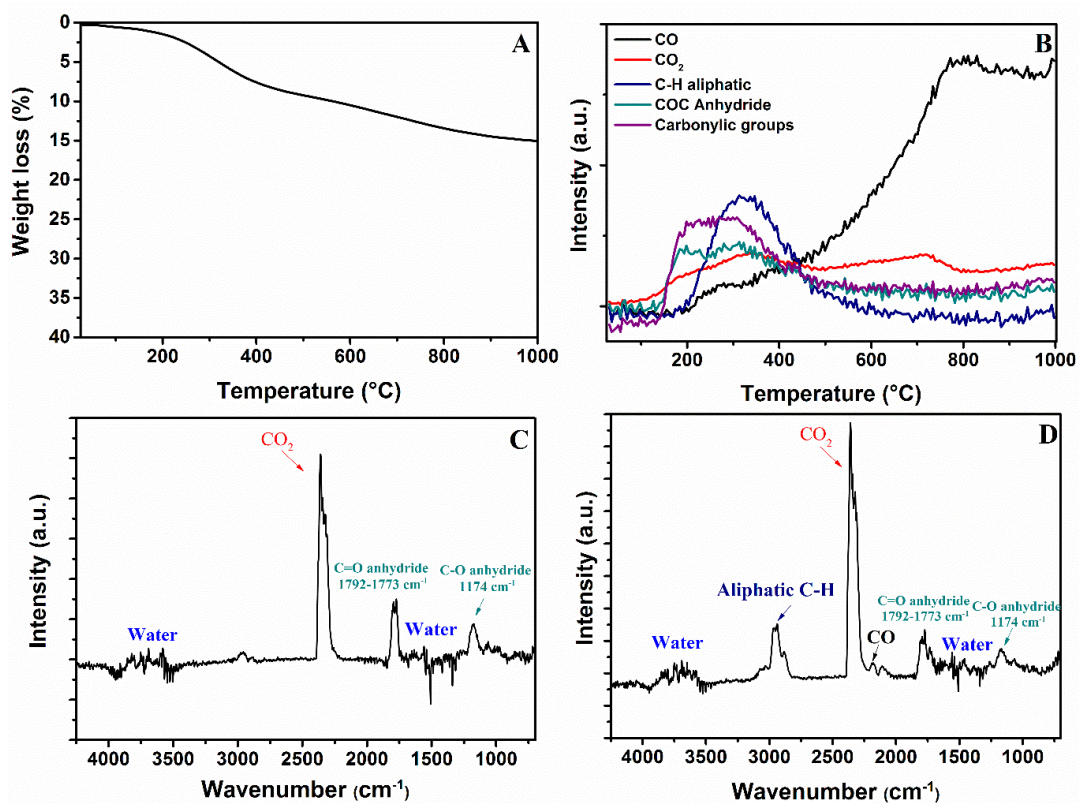 A
0
5
10
15
20
25
30
35
40
Weight loss (%)
200
400
600
800
1000
Temperature (°C)
B
CO
CO₂
C-H aliphatic
COC Anhydride
Carbonylic groups
Intensity (a.u.)
200
400
600
800
1000
Temperature (°C)
C
CO₂
C=O anhydride
1792-1773 cm⁻¹
C-O anhydride
1174 cm⁻¹
Water
Water
Intensity (a.u.)
4000
3500
3000
2500
2000
1500
1000
Wavenumber (cm⁻¹)
D
CO₂
Aliphatic C-H
C=O anhydride
1792-1773 cm⁻¹
C-O anhydride
1174 cm⁻¹
CO
Water
Water
Intensity (a.u.)
4000
3500
3000
2500
2000
1500
1000
Wavenumber (cm⁻¹)